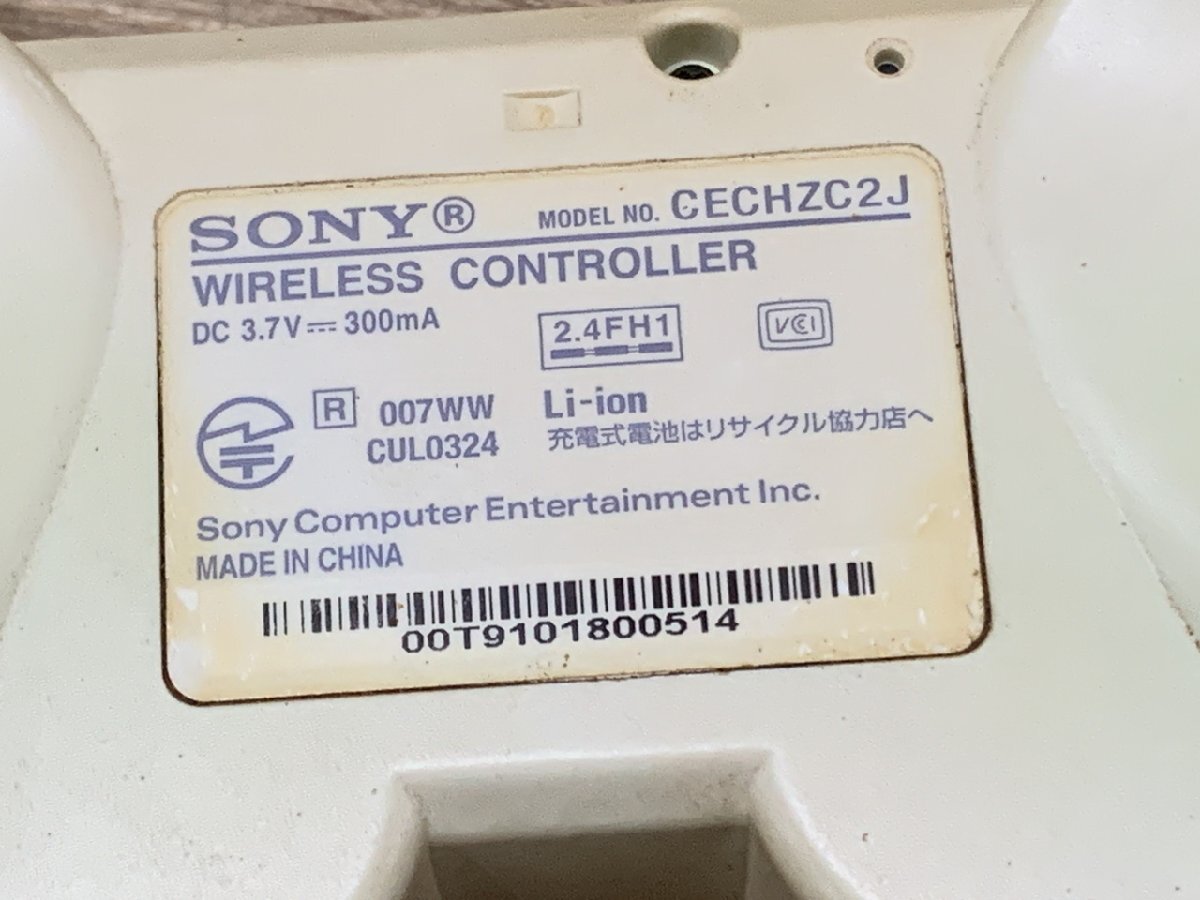 SONY® MODEL NO. CECHZC2J
WIRELESS CONTROLLER
DC 3.7V⎓300mA
2.4FH1
VCI
R 007WW
CUL0324
Li-ion
充電式電池はリサイクル協力店へ
Sony Computer Entertainment Inc.
MADE IN CHINA
00T9101800514